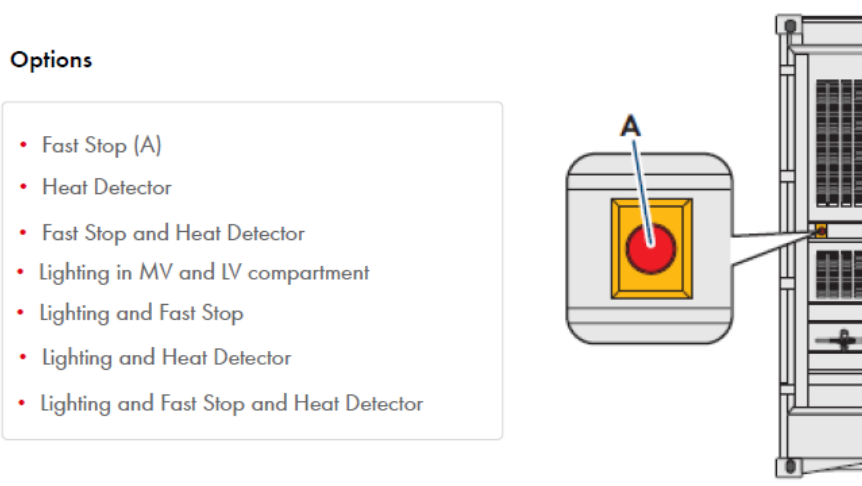 Options
• Fast Stop (A)
• Heat Detector
• Fast Stop and Heat Detector
• Lighting in MV and LV compartment
• Lighting and Fast Stop
• Lighting and Heat Detector
• Lighting and Fast Stop and Heat Detector
A